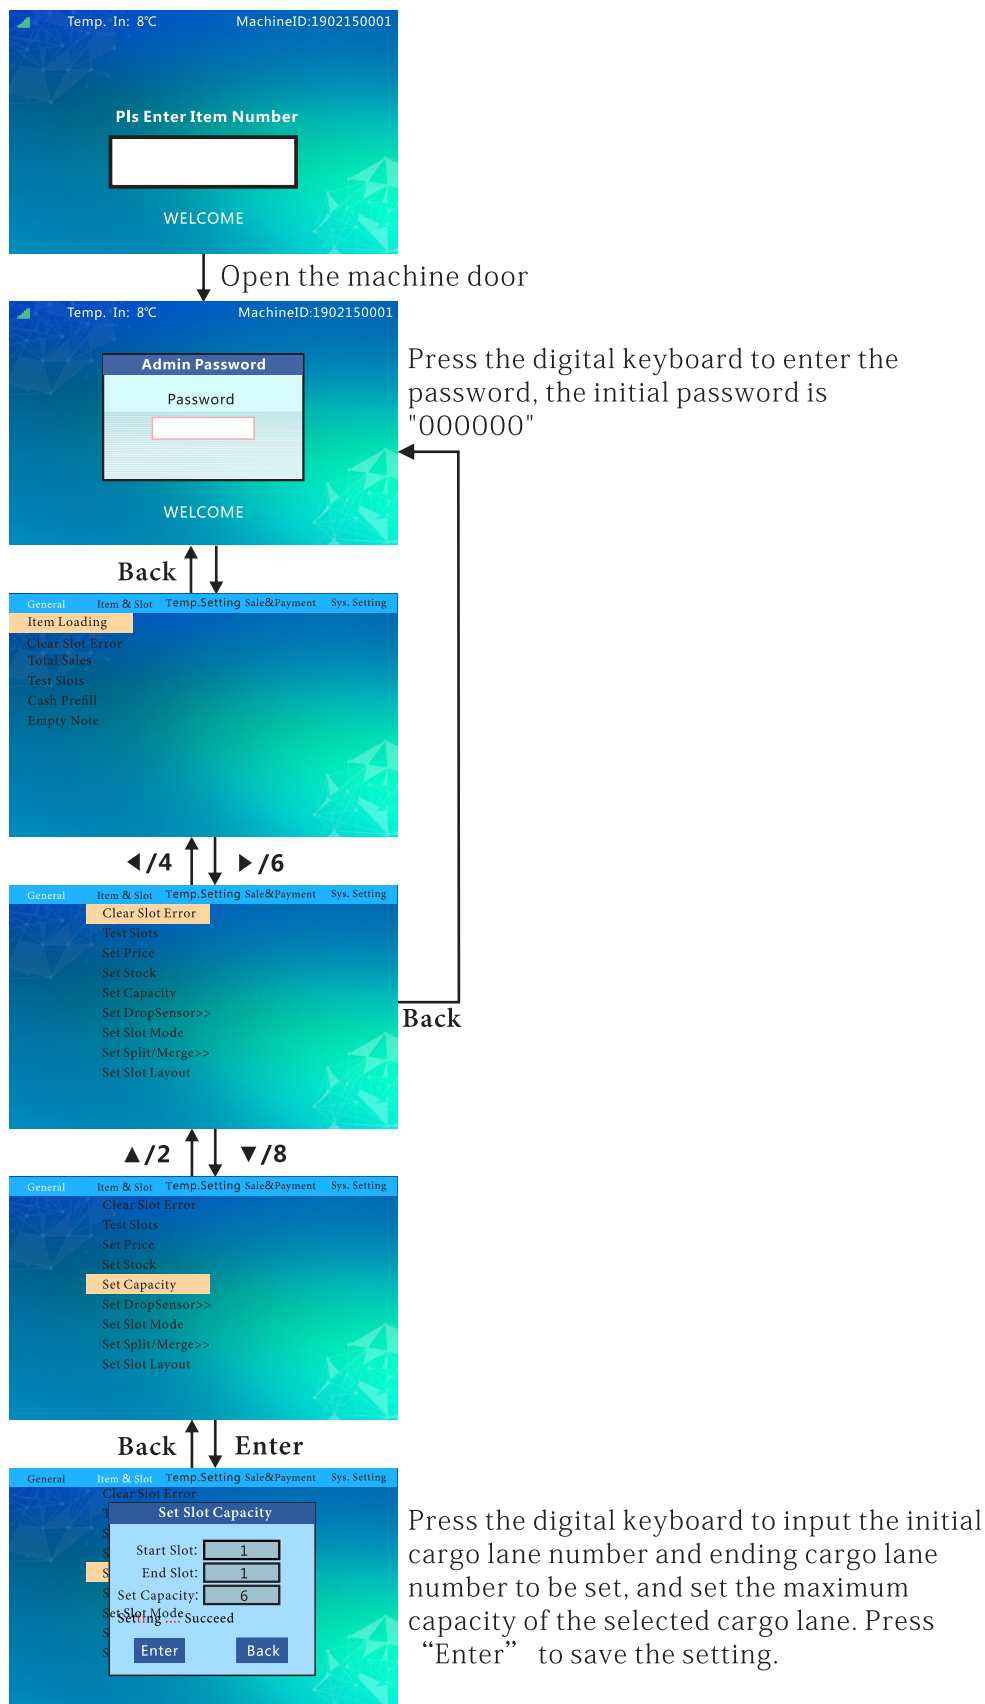 Temp. In: 8℃ MachineID:1902150001
Pls Enter Item Number
WELCOME
Open the machine door
Temp. In: 8℃ MachineID:1902150001
Admin Password
Password
WELCOME
Press the digital keyboard to enter the
password, the initial password is
"000000"
Back
General Item & Slot Temp.Setting Sale&Payment Sys. Setting
Item Loading
Clear Slot Error
Total Sales
Test Slots
Cash Prefill
Empty Note
◀/4 ▶/6
General Item & Slot Temp.Setting Sale&Payment Sys. Setting
Clear Slot Error
Test Slots
Set Price
Set Stock
Set Capacity
Set DropSensor>>
Set Slot Mode
Set Split/Merge>>
Set Slot Layout
Back
▲/2 ▼/8
General Item & Slot Temp.Setting Sale&Payment Sys. Setting
Clear Slot Error
Test Slots
Set Price
Set Stock
Set Capacity
Set DropSensor>>
Set Slot Mode
Set Split/Merge>>
Set Slot Layout
Back Enter
General Item & Slot Temp.Setting Sale&Payment Sys. Setting
Clear Slot Error
Set Slot Capacity
Start Slot: 1
End Slot: 1
Set Capacity: 6
Set Slot Mode
Setting .... Succeed
Enter Back
Press the digital keyboard to input the initial
cargo lane number and ending cargo lane
number to be set, and set the maximum
capacity of the selected cargo lane. Press
“Enter” to save the setting.